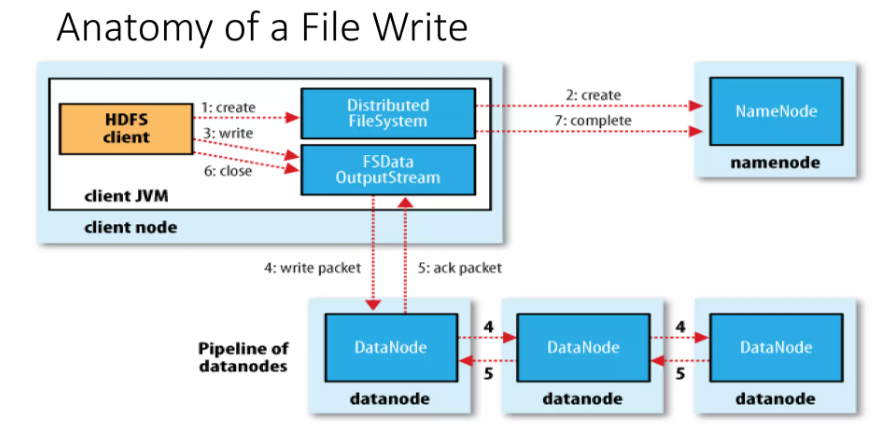 Anatomy of a File Write
HDFS
client
1: create
3: write
6: close
Distributed
FileSystem
FSData
OutputStream
client JVM
client node
2: create
7: complete
NameNode
namenode
4: write packet
5: ack packet
Pipeline of
datanodes
DataNode
datanode
4
5
DataNode
datanode
4
5
DataNode
datanode